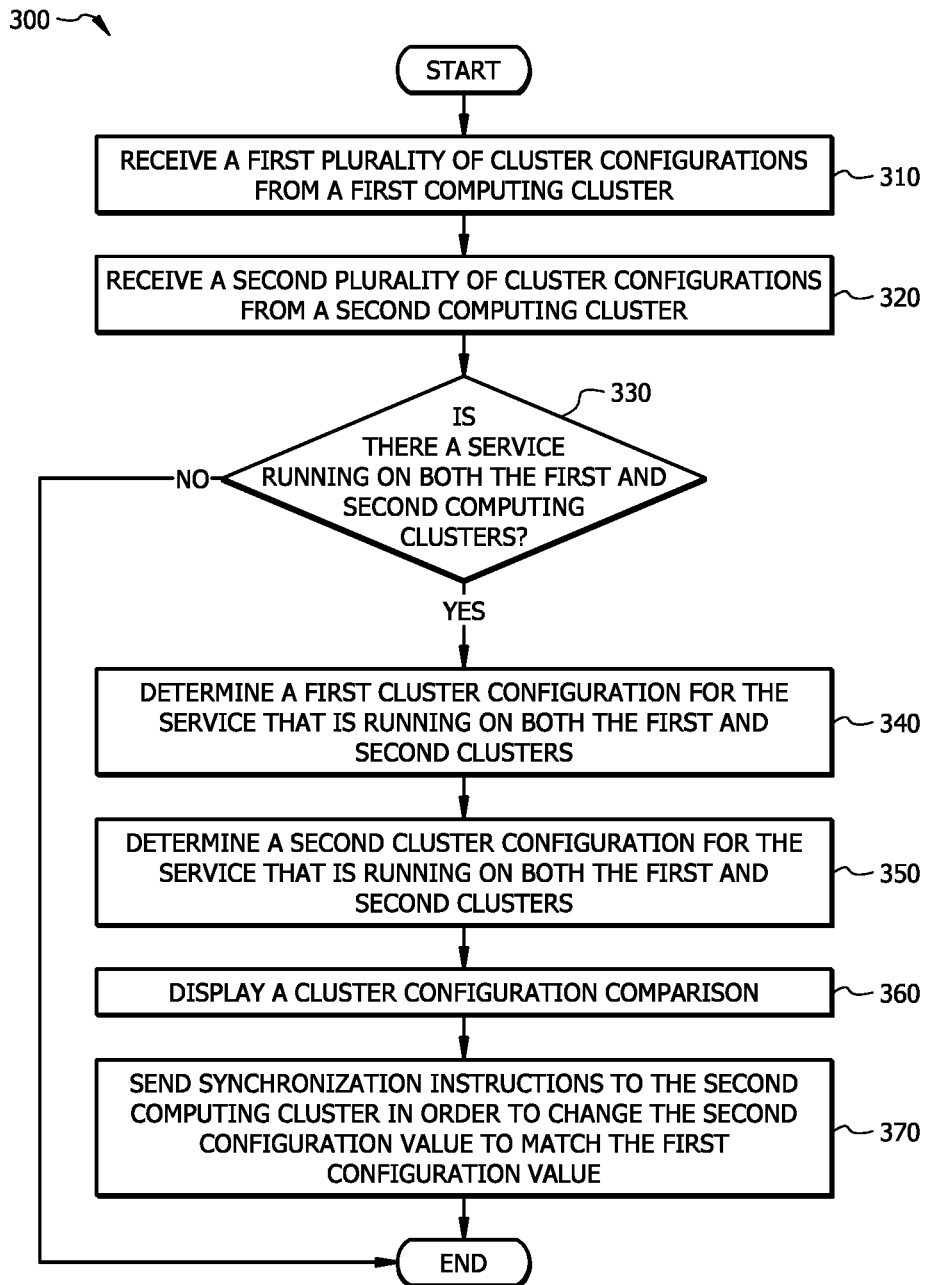 300
START
RECEIVE A FIRST PLURALITY OF CLUSTER CONFIGURATIONS
FROM A FIRST COMPUTING CLUSTER
310
RECEIVE A SECOND PLURALITY OF CLUSTER CONFIGURATIONS
FROM A SECOND COMPUTING CLUSTER
320
330
IS
THERE A SERVICE
RUNNING ON BOTH THE FIRST AND
SECOND COMPUTING
CLUSTERS?
NO
YES
DETERMINE A FIRST CLUSTER CONFIGURATION FOR THE
SERVICE THAT IS RUNNING ON BOTH THE FIRST AND
SECOND CLUSTERS
340
DETERMINE A SECOND CLUSTER CONFIGURATION FOR THE
SERVICE THAT IS RUNNING ON BOTH THE FIRST AND
SECOND CLUSTERS
350
DISPLAY A CLUSTER CONFIGURATION COMPARISON
360
SEND SYNCHRONIZATION INSTRUCTIONS TO THE SECOND
COMPUTING CLUSTER IN ORDER TO CHANGE THE SECOND
CONFIGURATION VALUE TO MATCH THE FIRST
CONFIGURATION VALUE
370
END